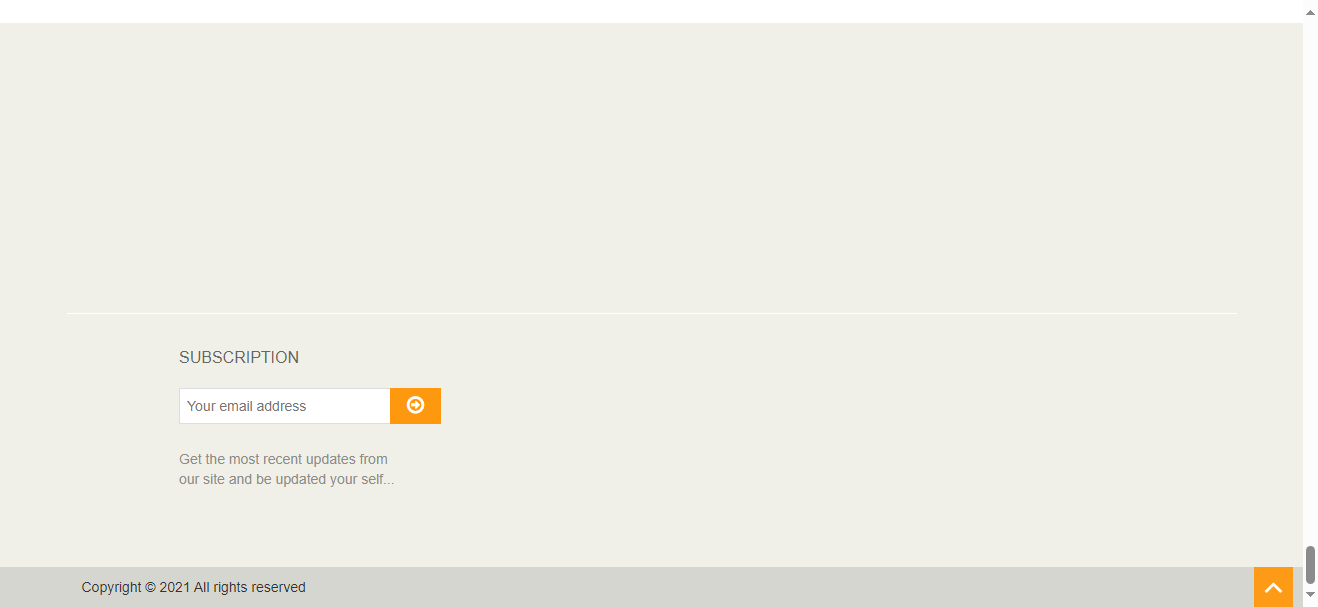 SUBSCRIPTION
Your email address
Get the most recent updates from
our site and be updated your self...
Copyright © 2021 All rights reserved